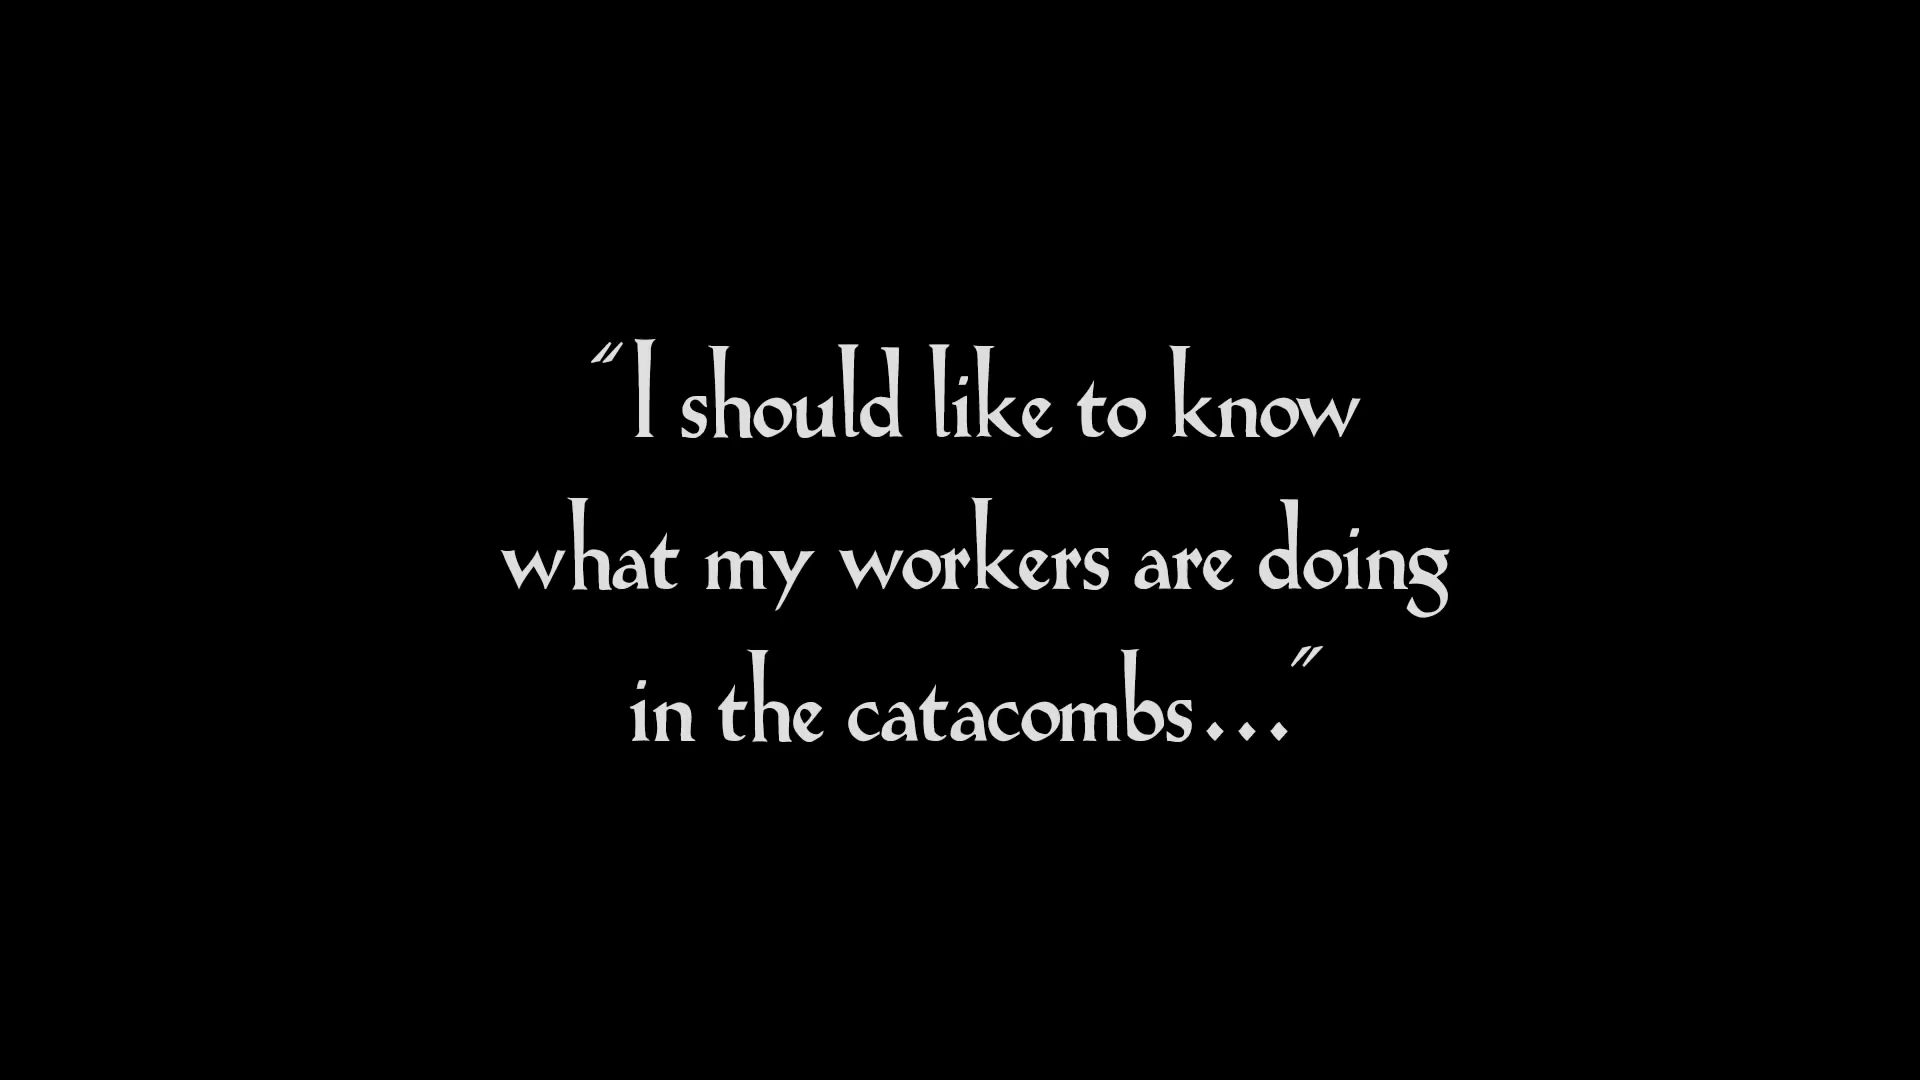 “I should like to know
what my workers are doing
in the catacombs...”